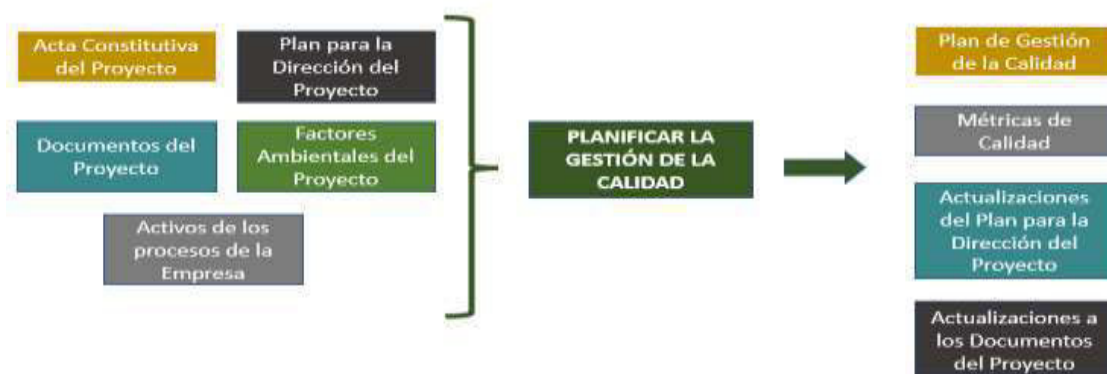 Acta Constitutiva
del Proyecto
Plan para la
Dirección del
Proyecto
Documentos del
Proyecto
Factores
Ambientales del
Proyecto
Activos de los
procesos de la
Empresa
PLANIFICAR LA
GESTIÓN DE LA
CALIDAD
Plan de Gestión
de la Calidad
Métricas de
Calidad
Actualizaciones
del Plan para la
Dirección del
Proyecto
Actualizaciones a
los Documentos
del Proyecto